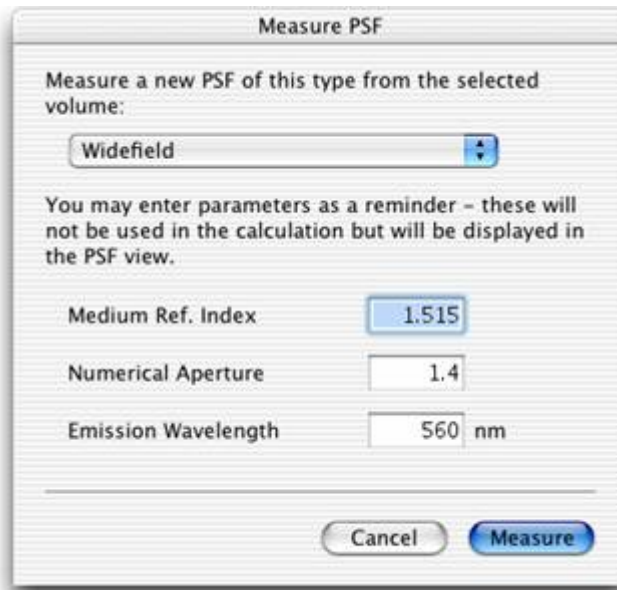 Measure PSF
Measure a new PSF of this type from the selected
volume:
Widefield
You may enter parameters as a reminder – these will
not be used in the calculation but will be displayed in
the PSF view.
Medium Ref. Index 1.515
Numerical Aperture 1.4
Emission Wavelength 560 nm
Cancel Measure